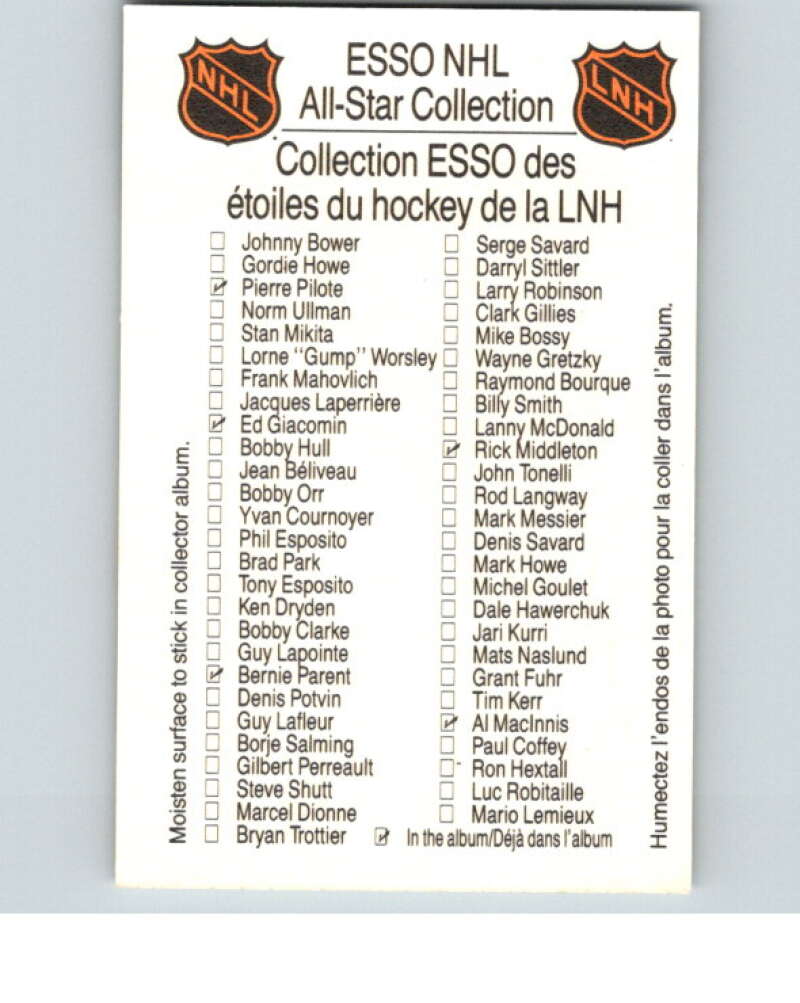 NHL
ESSO NHL
All-Star Collection
LNH
Collection ESSO des
étoiles du hockey de la LNH
Johnny Bower
Gordie Howe
Pierre Pilote
Norm Ullman
Stan Mikita
Lorne "Gump" Worsley
Frank Mahovlich
Jacques Laperrière
Ed Giacomin
Bobby Hull
Jean Béliveau
Bobby Orr
Yvan Cournoyer
Phil Esposito
Brad Park
Tony Esposito
Ken Dryden
Bobby Clarke
Guy Lapointe
Bernie Parent
Denis Potvin
Guy Lafleur
Borje Salming
Gilbert Perreault
Steve Shutt
Marcel Dionne
Bryan Trottier
Serge Savard
Darryl Sittler
Larry Robinson
Clark Gillies
Mike Bossy
Wayne Gretzky
Raymond Bourque
Billy Smith
Lanny McDonald
Rick Middleton
John Tonelli
Rod Langway
Mark Messier
Denis Savard
Mark Howe
Michel Goulet
Dale Hawerchuk
Jari Kurri
Mats Naslund
Grant Fuhr
Tim Kerr
Al MacInnis
Paul Coffey
Ron Hextall
Luc Robitaille
Mario Lemieux
In the album/Déjà dans l'album
Moisten surface to stick in collector album.
Humectez l'endos de la photo pour la coller dans l'album.